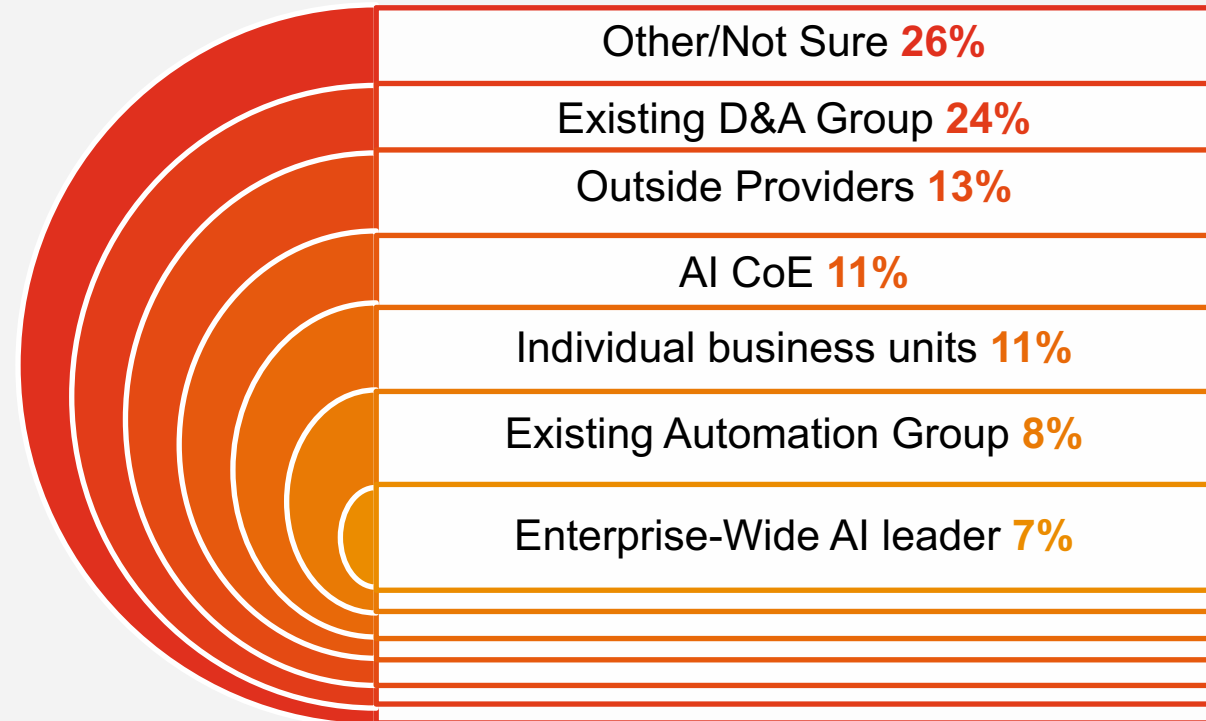 Other/Not Sure 26%
Existing D&A Group 24%
Outside Providers 13%
AI CoE 11%
Individual business units 11%
Existing Automation Group 8%
Enterprise-Wide AI leader 7%